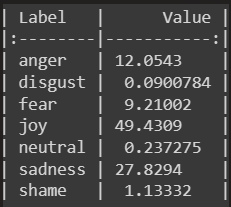 | Label   |       Value |
|:--------|------------:|
| anger   | 12.0543     |
| disgust |   0.0900784 |
| fear    |   9.21002   |
| joy     | 49.4309     |
| neutral |   0.237275  |
| sadness | 27.8294     |
| shame   |   1.13332   |